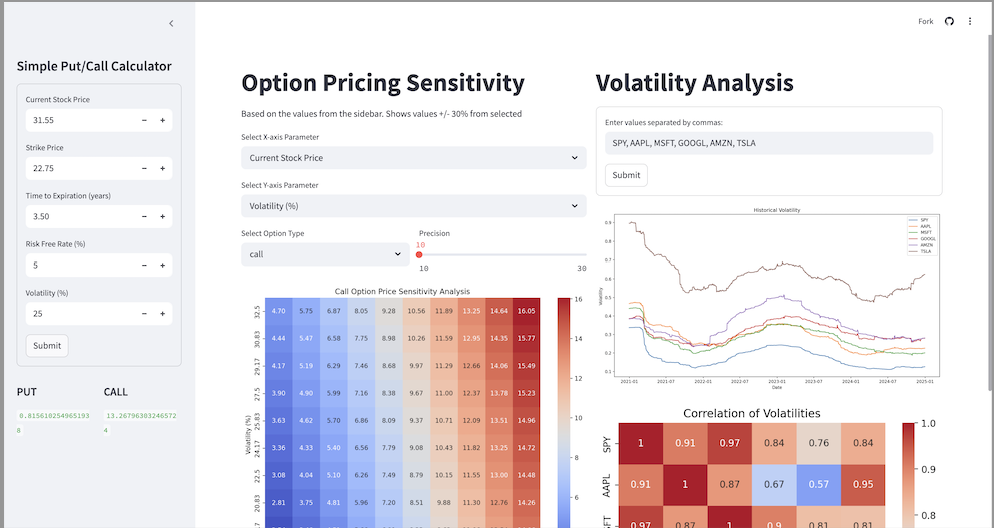 Fork
Simple Put/Call Calculator
Current Stock Price
31.55 − +
Strike Price
22.75 − +
Time to Expiration (years)
3.50 − +
Risk Free Rate (%)
5 − +
Volatility (%)
25 − +
Submit
PUT CALL
0.815610254965193 13.26796303246572
8 4
Option Pricing Sensitivity
Based on the values from the sidebar. Shows values +/- 30% from selected
Select X-axis Parameter
Current Stock Price
Select Y-axis Parameter
Volatility (%)
Select Option Type Precision
10
call
10 30
Call Option Price Sensitivity Analysis
Volatility (%)
32.5 4.70 5.75 6.87 8.05 9.28 10.56 11.89 13.25 14.64 16.05
30.83 4.44 5.47 6.58 7.75 8.98 10.26 11.59 12.95 14.35 15.77
29.17 4.17 5.19 6.29 7.46 8.68 9.97 11.29 12.66 14.06 15.49
27.5 3.90 4.90 5.99 7.16 8.38 9.67 11.00 12.37 13.78 15.23
25.83 3.63 4.62 5.70 6.86 8.09 9.37 10.71 12.09 13.51 14.96
24.17 3.36 4.33 5.40 6.56 7.79 9.08 10.43 11.82 13.25 14.72
22.5 3.08 4.04 5.10 6.26 7.49 8.79 10.15 11.55 13.00 14.48
20.83 2.81 3.75 4.81 5.96 7.20 8.51 9.88 11.30 12.76 14.26
16
14
12
10
8
6
Volatility Analysis
Enter values separated by commas:
SPY, AAPL, MSFT, GOOGL, AMZN, TSLA
Submit
Historical Volatility
SPY
AAPL
MSFT
GOOGL
AMZN
TSLA
Volatility
0.9
0.8
0.7
0.6
0.5
0.4
0.3
0.2
0.1
2021-01 2021-07 2022-01 2022-07 2023-01 2023-07 2024-01 2024-07 2025-01
Date
Correlation of Volatilities
SPY 1 0.91 0.97 0.84 0.76 0.84
AAPL 0.91 1 0.87 0.67 0.57 0.95
0.97 0.87 1 0.9 0.81 0.81
1.0
0.9
0.8